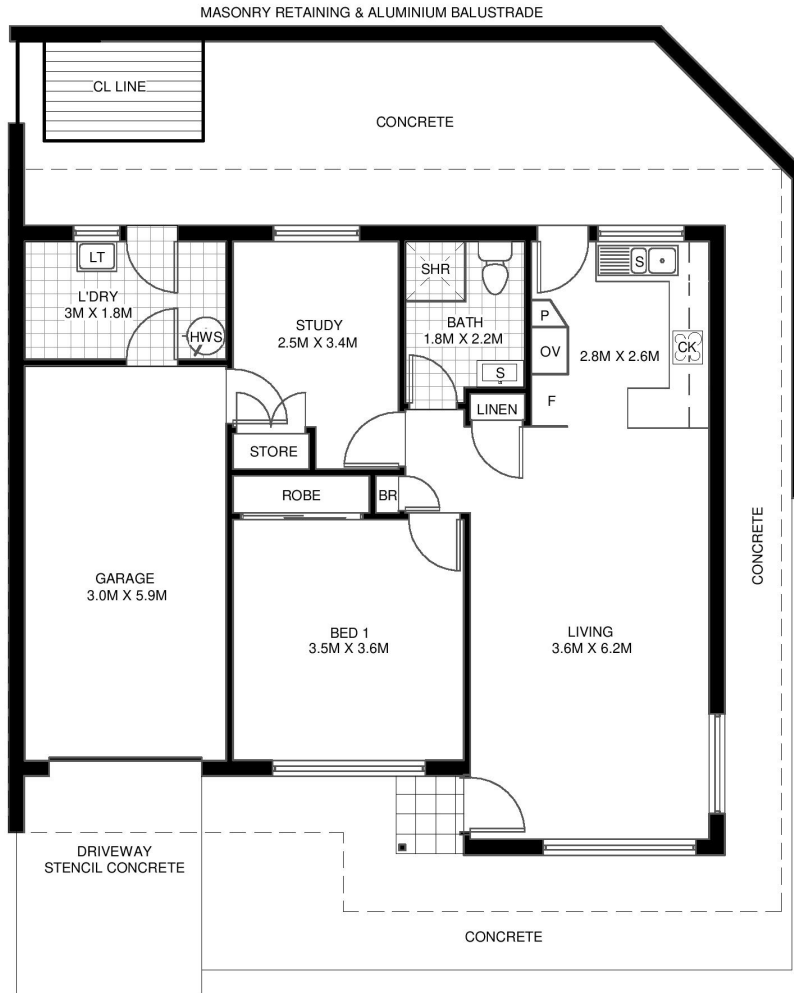 MASONRY RETAINING & ALUMINIUM BALUSTRADE
CL LINE
CONCRETE
LT
L'DRY
3M X 1.8M
HWS
STUDY
2.5M X 3.4M
SHR
BATH
1.8M X 2.2M
S
S
P
OV
2.8M X 2.6M
CK
F
LINEN
STORE
ROBE
BR
CONCRETE
GARAGE
3.0M X 5.9M
BED 1
3.5M X 3.6M
LIVING
3.6M X 6.2M
DRIVEWAY
STENCIL CONCRETE
CONCRETE